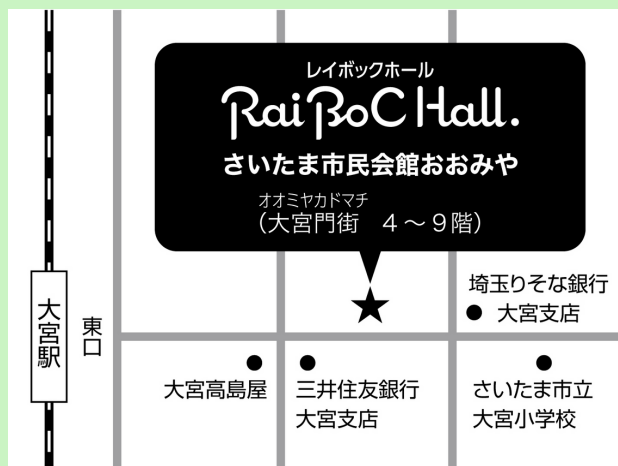 レイボックホール
RaiBoC Hall.
さいたま市民会館おおみや
オオミヤカドマチ
（大宮門街　４～９階）
埼玉りそな銀行
大宮支店
大宮駅
東口
大宮高島屋
三井住友銀行
大宮支店
さいたま市立
大宮小学校